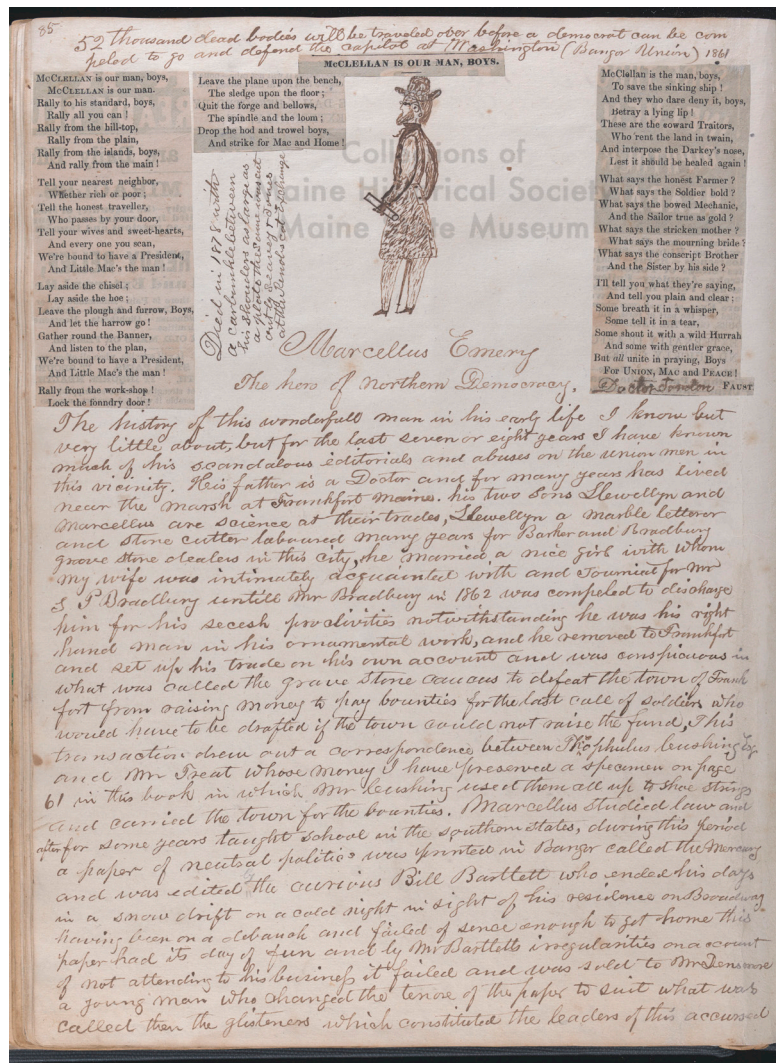 85
52 thousand dead bodies will be traveled over before a democrat can be com
peled to go and defend the capitol at Washington (Bangor Union) 1861
McCLELLAN IS OUR MAN, BOYS.
McCLELLAN is our man, boys,
McCLELLAN is our man.
Rally to his standard, boys,
Rally all you can !
Rally from the hill-top,
Rally from the plain,
Rally from the islands, boys,
And rally from the main !
Tell your nearest neighbor,
Whether rich or poor ;
Tell the honest traveller,
Who passes by your door,
Tell your wives and sweet-hearts,
And every one you scan,
We're bound to have a President,
And Little Mac's the man !
Lay aside the chisel ;
Lay aside the hoe ;
Leave the plough and furrow, Boys,
And let the harrow go !
Gather round the Banner,
And listen to the plan,
We're bound to have a President,
And Little Mac's the man !
Rally from the work-shop !
Lock the fonndry door !
Leave the plane upon the bench,
The sledge upon the floor ;
Quit the forge and bellows,
The spindle and the loom ;
Drop the hod and trowel boys,
And strike for Mac and Home !
McClellan is the man, boys,
To save the sinking ship !
And they who dare deny it, boys,
Betray a lying lip !
These are the coward Traitors,
Who rent the land in twain,
And interpose the Darkey's nose,
Lest it should be healed again !
What says the honest Farmer ?
What says the Soldier bold ?
What says the bowed Mechanic,
And the Sailor true as gold ?
What says the stricken mother ?
What says the mourning bride ?
What says the conscript Brother
And the Sister by his side ?
I'll tell you what they're saying,
And tell you plain and clear ;
Some breath it in a whisper,
Some tell it in a tear,
Some shout it with a wild Hurrah
And some with gentler grace,
But all unite in praying, Boys
For UNION, MAC and PEACE !
Doctor FAUST
Collections of
Maine Historical Society
Maine State Museum
Died in 1878 with
a carbunkle between
his shoulders as large as
a plate the same was cut
out
Marcellus Emery
The hero of Northern Democracy.
The history of this wonderfull man in his early life I know but
very little about, but for the last seven or eight years I have known
much of his scandalous editorials and abuses on the union men in
this vicinity. His father is a Doctor and for many years has lived
near the marsh at Frankfort Maine. his two sons Llewellyn and
Marcellus are science at their trades, Llewellyn a marble letterer
and stone cutter laboured many years for Barker and Bradbury
grove stone dealers in this city, he married a nice girl with whom
my wife was intimately acquainted with and Journied for Mr
S P Bradbury untill Mr Bradbury in 1862 was compeled to discharge
him for his secesh proclivities notwithstanding he was his right
hand man in his ornamental work, and he removed to Frankfort
and set up his trade on his own account and was conspicuous in
what was called the grave stone caucus to defeat the town of Frank
fort from raising money to pay bounties for the last call of soldiers who
would have to be drafted if the town could not raise the fund, This
transaction drew out a correspondence between Theophulus Cushing Esq
and Mr Treat whose money I have preserved a specimen on page
61 in this book in which Mr Cushing used them all up to shoe strings
and carried the town for the bounties. Marcellus studied law and
after for some years taught school in the southern states, during this period
a paper of neutral politics was printed in Bangor called the Mercury
and was edited the curious Bill Bartlett who ended his days
in a snow drift on a cold night in sight of his residence on Broadway
having been on a debauch and failed of sence enough to get home this
paper had its day of fun and by Mr Bartletts irregularities on account
of not attending to his business it failed and was sold to Mr Densmore
a young man who changed the tenor of the paper to suit what was
called then the glisteners which constituted the leaders of this accursed